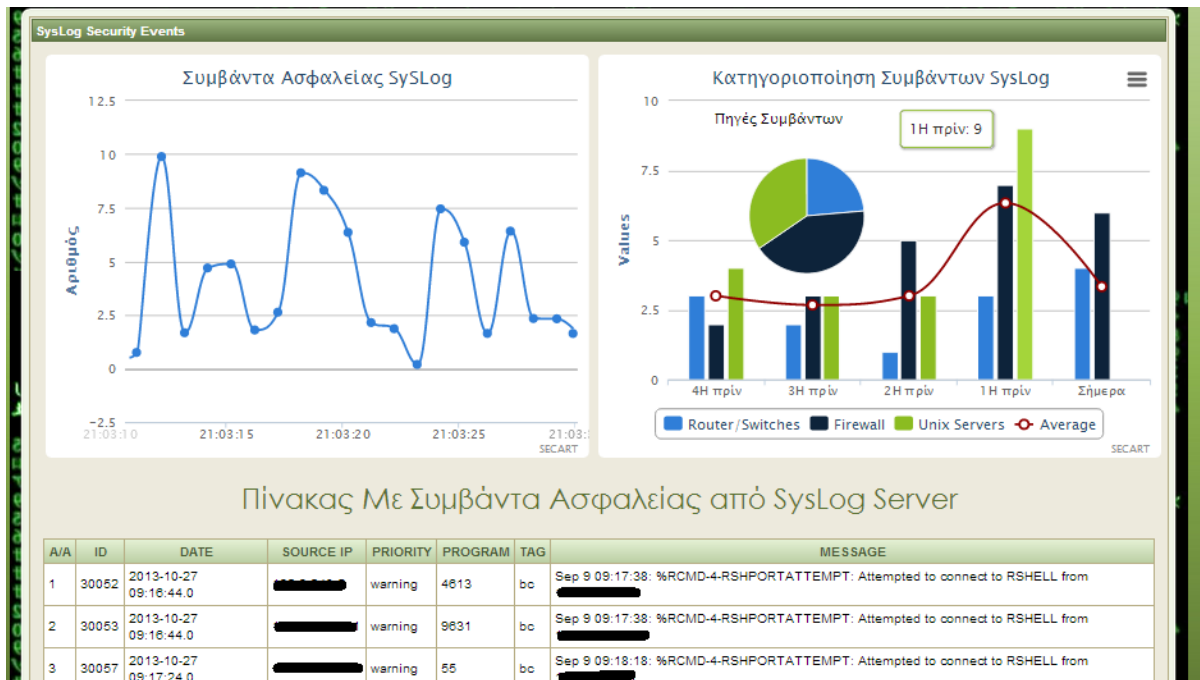 SysLog Security Events
Συμβάντα Ασφαλείας SySLog
12.5
10
7.5
5
2.5
0
-2.5
Αριθμός
21:03:10
21:03:15
21:03:20
21:03:25
21:03:
SECART
Κατηγοριοποίηση Συμβάντων SysLog
Πηγές Συμβάντων
1Η πρίν: 9
10
7.5
5
2.5
0
Values
4Η πρίν
3Η πρίν
2Η πρίν
1Η πρίν
Σήμερα
Router/Switches Firewall Unix Servers Average
SECART
Πίνακας Με Συμβάντα Ασφαλείας από SysLog Server
A/A ID DATE SOURCE IP PRIORITY PROGRAM TAG MESSAGE
1 30052 2013-10-27 09:16:44.0 warning 4613 bc Sep 9 09:17:38: %RCMD-4-RSHPORTATTEMPT: Attempted to connect to RSHELL from
2 30053 2013-10-27 09:16:44.0 warning 9631 bc Sep 9 09:17:38: %RCMD-4-RSHPORTATTEMPT: Attempted to connect to RSHELL from
3 30057 2013-10-27 09:17:24.0 warning 55 bc Sep 9 09:18:18: %RCMD-4-RSHPORTATTEMPT: Attempted to connect to RSHELL from